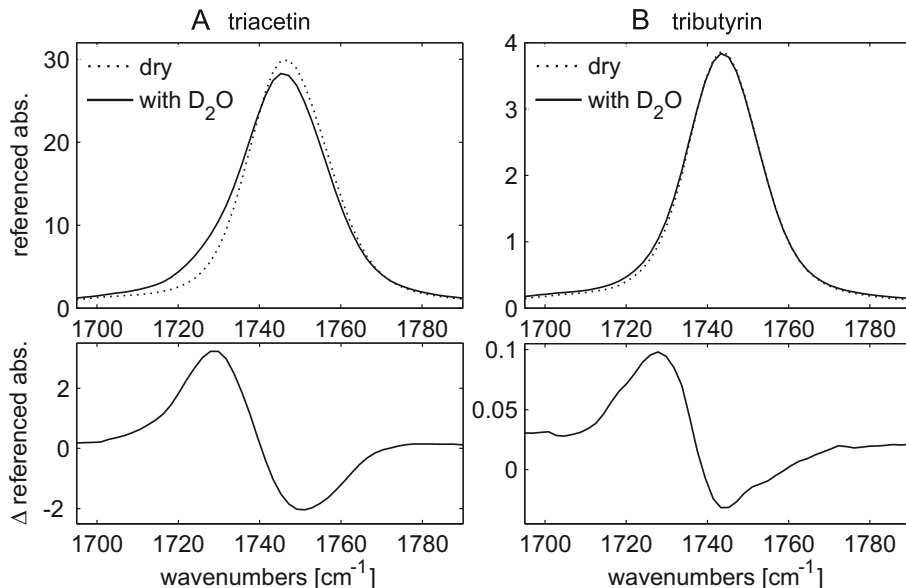 A triacetin
B tributyrin
referenced abs.
30
20
10
0
dry
with D₂O
1700 1720 1740 1760 1780
4
3
2
1
0
dry
with D₂O
1700 1720 1740 1760 1780
Δ referenced abs.
2
0
-2
1700 1720 1740 1760 1780
wavenumbers [cm⁻¹]
0.1
0.05
0
1700 1720 1740 1760 1780
wavenumbers [cm⁻¹]